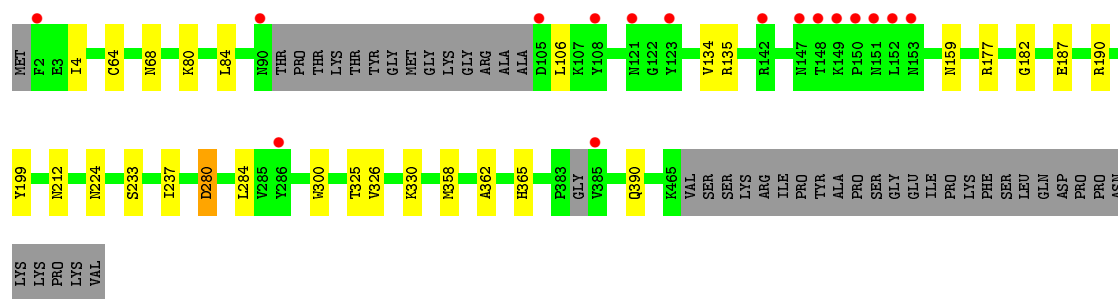 MET F2 E3 I4 C64 N68 K80 L84 N90 THR PRO THR LYS THR TYR GLY MET GLY LYS GLY ARG ALA ALA D105 L106 K107 Y108 N121 G122 Y123 V134 R135 R142 N147 T148 K149 P150 N151 L152 N153 N159 R177 G182 E187 R190
Y199 N212 N224 S233 I237 D280 L284 V285 Y286 W300 T325 V326 K330 M358 A362 H365 P383 GLY V385 Q390 K465 VAL SER SER LYS ARG ILE PRO TYR ALA PRO SER GLY GLU ILE PRO LYS PHE SER LEU GLN ASP PRO PRO ASN
LYS LYS PRO LYS VAL